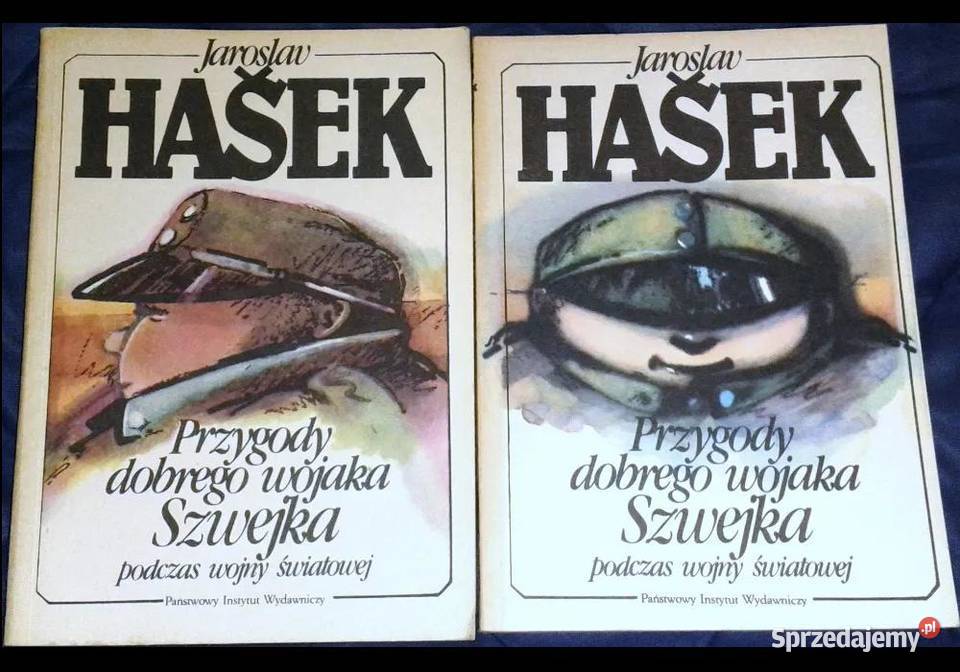 Jaroslav
HAŠEK
Przygody
dobrego wojaka
Szwejka
podczas wojny światowej
Państwowy Instytut Wydawniczy
Jaroslav
HAŠEK
Przygody
dobrego wojaka
Szwejka
podczas wojny światowej
Państwowy Instytut Wydawniczy
Sprzedajemy.pl